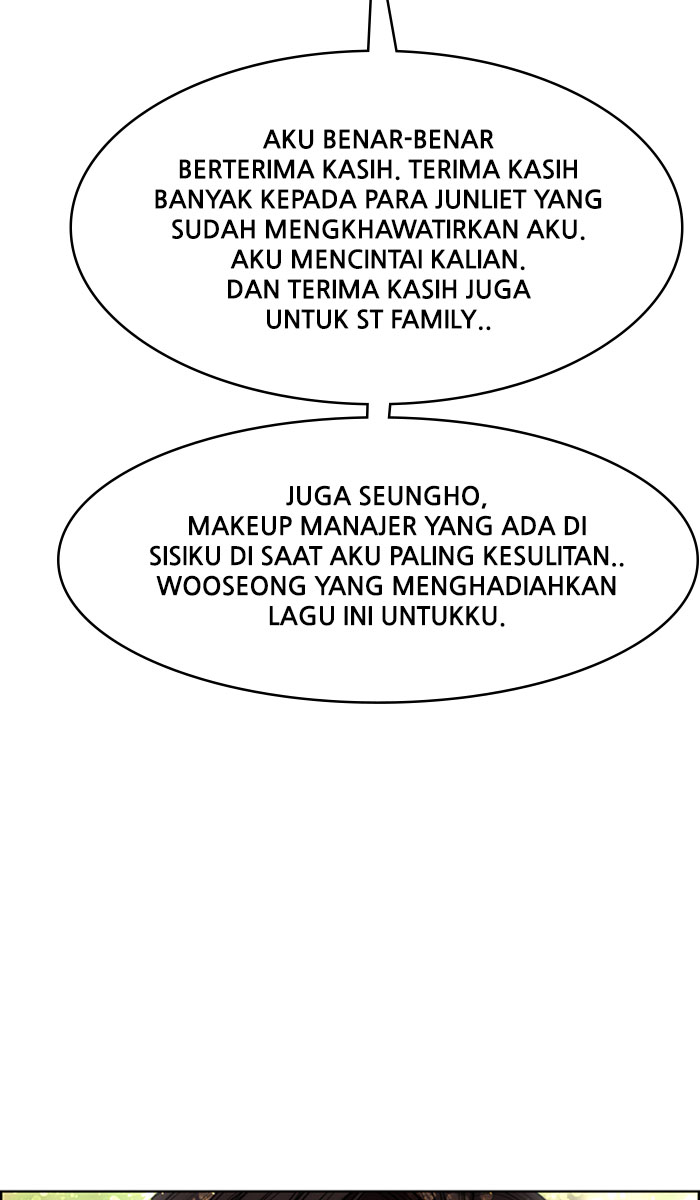 AKU BENAR-BENAR
BERTERIMA KASIH. TERIMA KASIH
BANYAK KEPADA PARA JUNLIET YANG
SUDAH MENGKHAWATIRKAN AKU.
AKU MENCINTAI KALIAN.
DAN TERIMA KASIH JUGA
UNTUK ST FAMILY..
JUGA SEUNGHO,
MAKEUP MANAJER YANG ADA DI
SISIKU DI SAAT AKU PALING KESULITAN..
WOOSEONG YANG MENGHADIAHKAN
LAGU INI UNTUKKU.